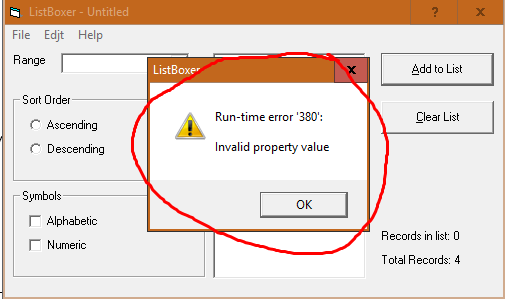 ListBoxer - Untitled
File Edjt Help
Range
Add to List
ListBoxer
Run-time error '380':
Invalid property value
OK
Sort Order
Ascending
Descending
Clear List
Symbols
Alphabetic
Numeric
Records in list: 0
Total Records: 4